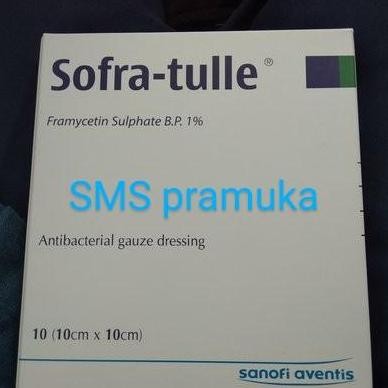 Sofra-tulle®
Framycetin Sulphate B.P. 1%
SMS pramuka
Antibacterial gauze dressing
10 (10cm x 10cm)
sanofi aventis